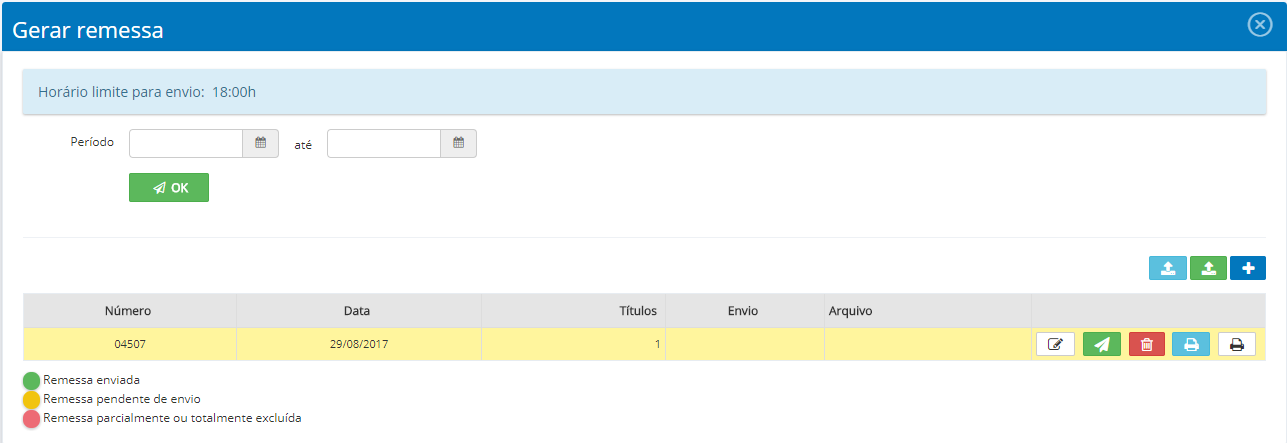 Gerar remessa
Horário limite para envio: 18:00h
Período até
OK
Número Data Títulos Envio Arquivo
04507 29/08/2017 1
Remessa enviada
Remessa pendente de envio
Remessa parcialmente ou totalmente excluída